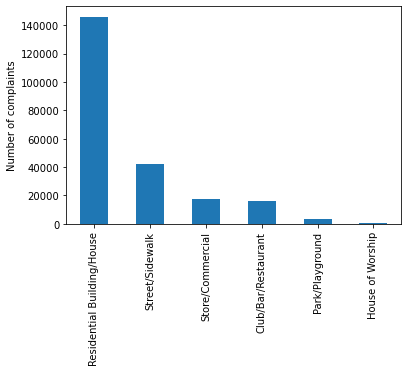 140000
120000
100000
80000
60000
40000
20000
0
Number of complaints
Residential Building/House
Street/Sidewalk
Store/Commercial
Club/Bar/Restaurant
Park/Playground
House of Worship